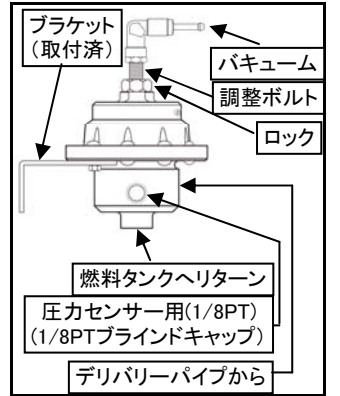 ブラケット
（取付済）
バキューム
調整ボルト
ロック
燃料タンクへリターン
圧力センサー用(1/8PT)
(1/8PTブラインドキャップ)
デリバリーパイプから